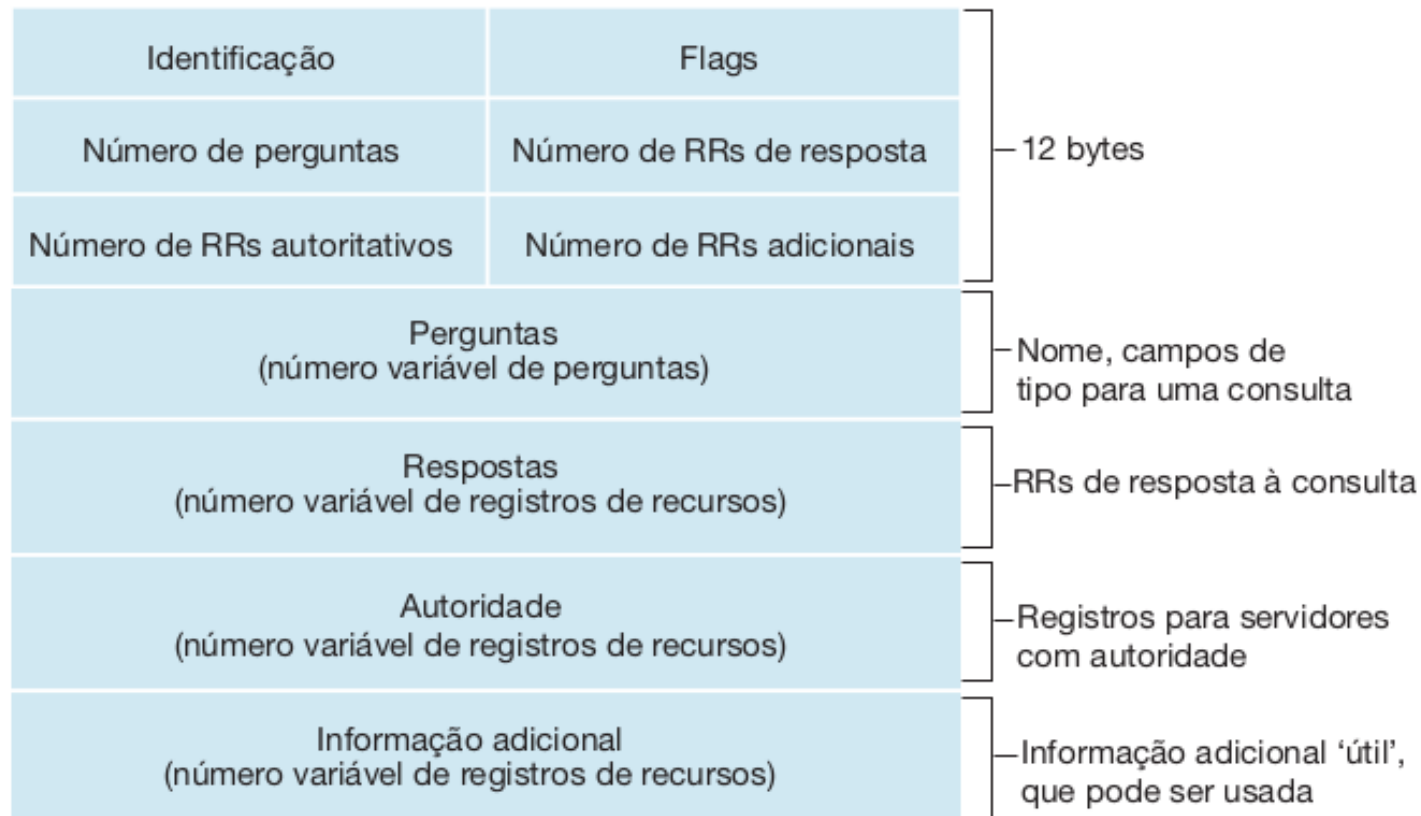 Identificação
Flags
Número de perguntas
Número de RRs de resposta
12 bytes
Número de RRs autoritativos
Número de RRs adicionais
Perguntas
(número variável de perguntas)
Nome, campos de
tipo para uma consulta
Respostas
(número variável de registros de recursos)
RRs de resposta à consulta
Autoridade
(número variável de registros de recursos)
Registros para servidores
com autoridade
Informação adicional
(número variável de registros de recursos)
Informação adicional ‘útil’,
que pode ser usada